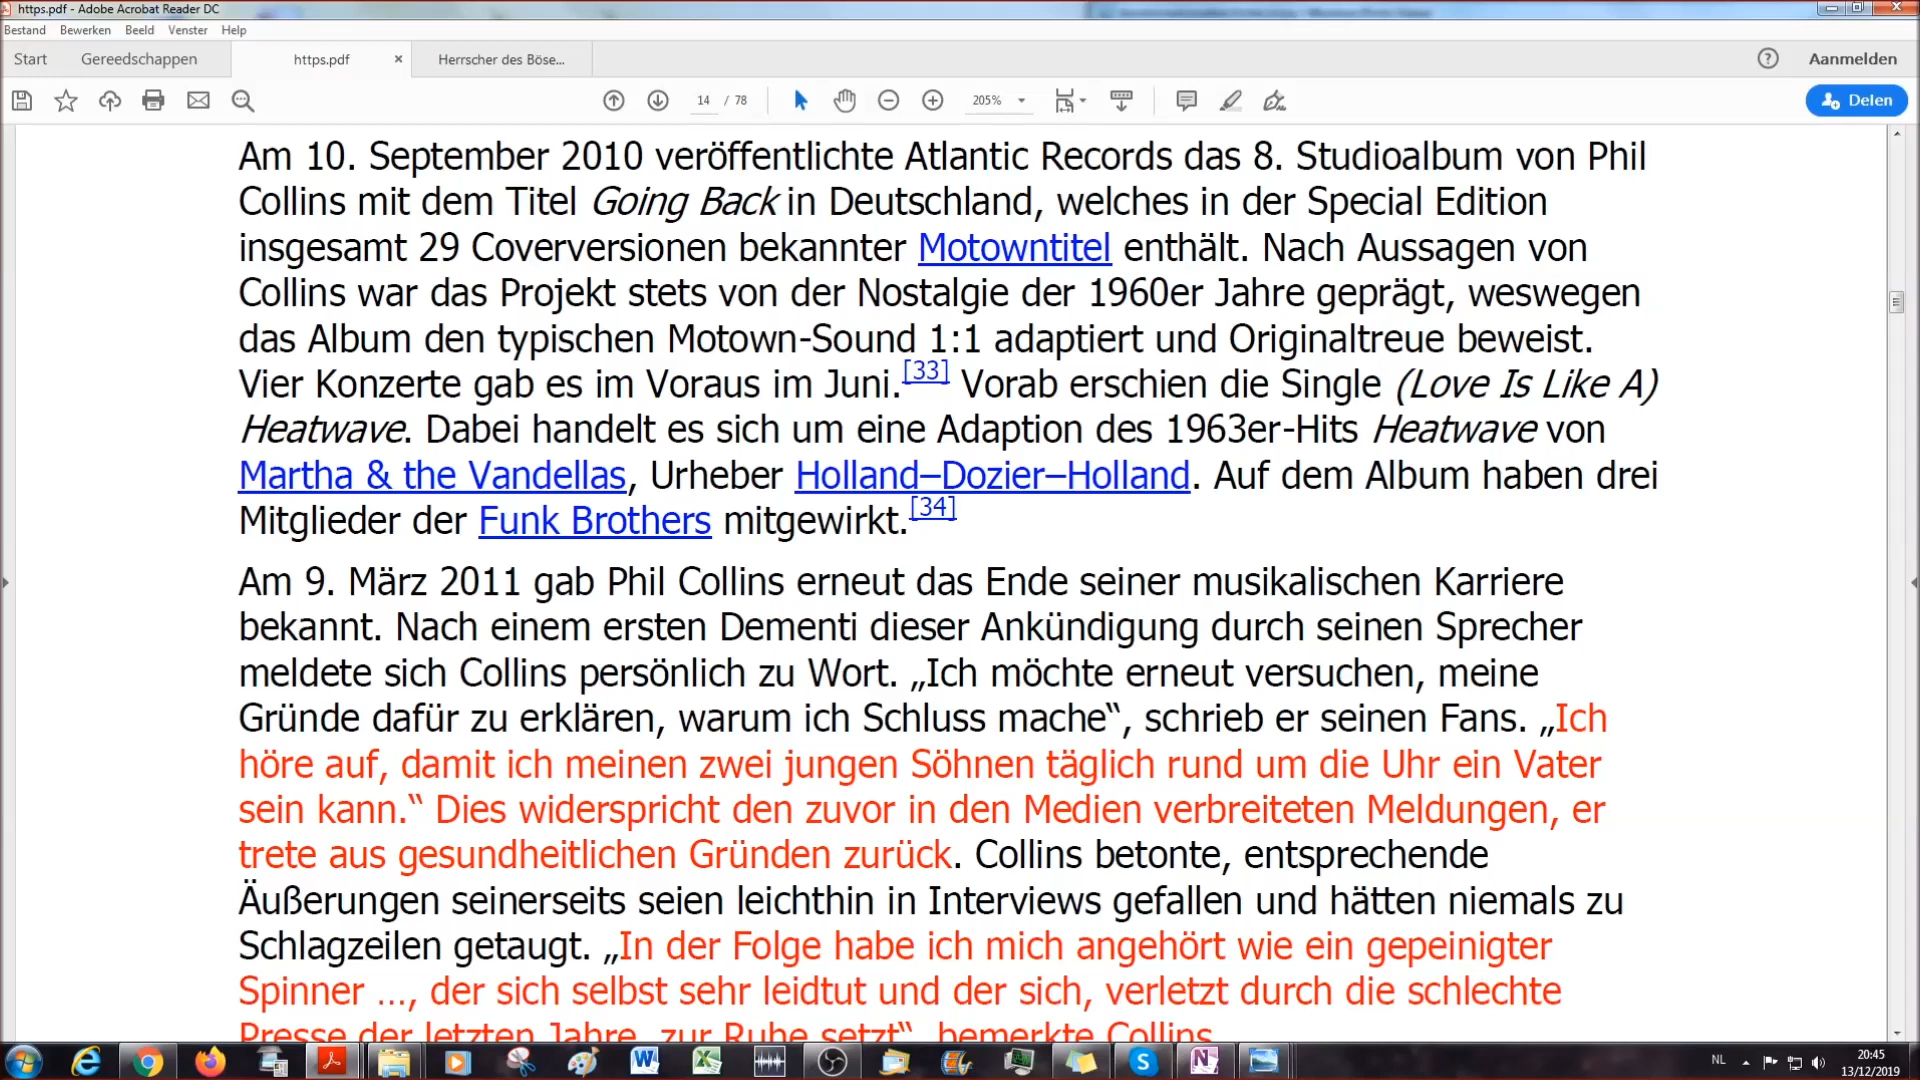 https.pdf - Adobe Acrobat Reader DC
Bestand Bewerken Beeld Venster Help
Start Gereedschappen https.pdf × Herrscher des Böse... Aanmelden
14 / 78 205% Delen
Am 10. September 2010 veröffentlichte Atlantic Records das 8. Studioalbum von Phil
Collins mit dem Titel Going Back in Deutschland, welches in der Special Edition
insgesamt 29 Coverversionen bekannter Motowntitel enthält. Nach Aussagen von
Collins war das Projekt stets von der Nostalgie der 1960er Jahre geprägt, weswegen
das Album den typischen Motown-Sound 1:1 adaptiert und Originaltreue beweist.
Vier Konzerte gab es im Voraus im Juni.[33] Vorab erschien die Single (Love Is Like A)
Heatwave. Dabei handelt es sich um eine Adaption des 1963er-Hits Heatwave von
Martha & the Vandellas, Urheber Holland–Dozier–Holland. Auf dem Album haben drei
Mitglieder der Funk Brothers mitgewirkt.[34]
Am 9. März 2011 gab Phil Collins erneut das Ende seiner musikalischen Karriere
bekannt. Nach einem ersten Dementi dieser Ankündigung durch seinen Sprecher
meldete sich Collins persönlich zu Wort. „Ich möchte erneut versuchen, meine
Gründe dafür zu erklären, warum ich Schluss mache“, schrieb er seinen Fans. „Ich
höre auf, damit ich meinen zwei jungen Söhnen täglich rund um die Uhr ein Vater
sein kann.“ Dies widerspricht den zuvor in den Medien verbreiteten Meldungen, er
trete aus gesundheitlichen Gründen zurück. Collins betonte, entsprechende
Äußerungen seinerseits seien leichthin in Interviews gefallen und hätten niemals zu
Schlagzeilen getaugt. „In der Folge habe ich mich angehört wie ein gepeinigter
Spinner …, der sich selbst sehr leidtut und der sich, verletzt durch die schlechte
Presse der letzten Jahre, zur Ruhe setzt“, bemerkte Collins.
NL 20:45
13/12/2019